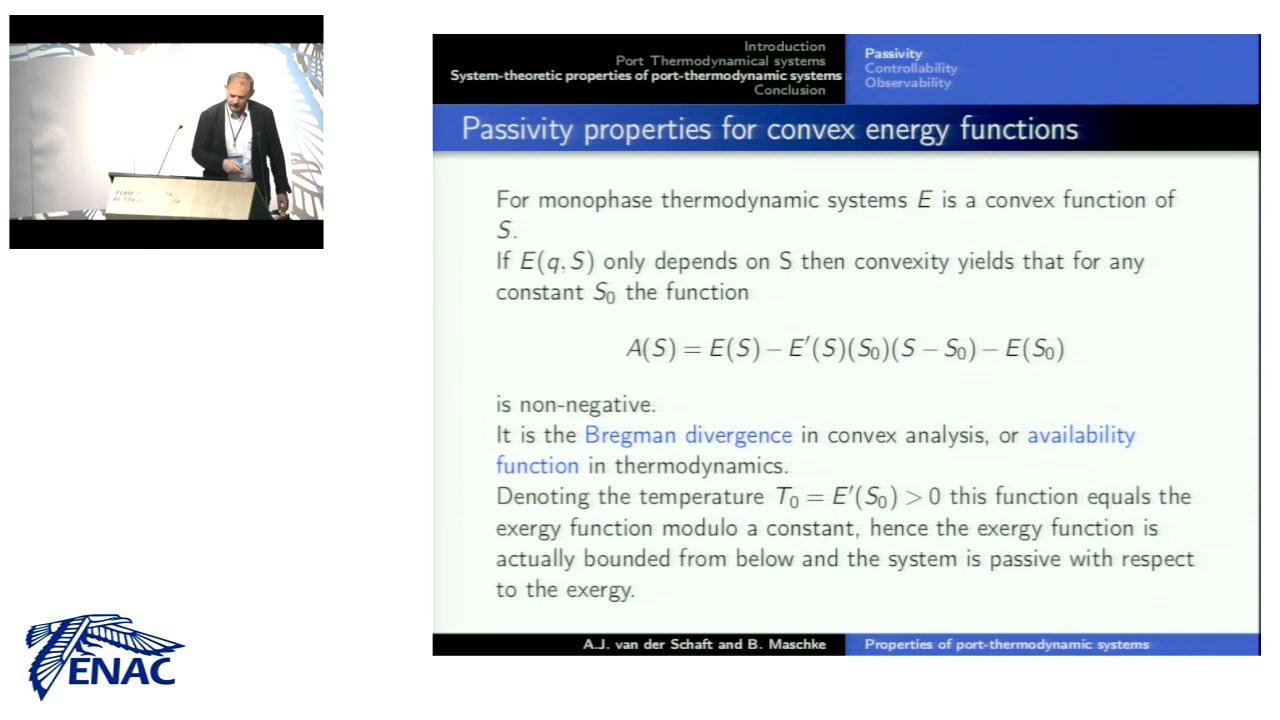 Introduction
Port Thermodynamical systems
System-theoretic properties of port-thermodynamic systems
Conclusion
Passivity
Controllability
Observability
Passivity properties for convex energy functions
For monophase thermodynamic systems E is a convex function of
S.
If E(q, S) only depends on S then convexity yields that for any
constant S₀ the function
A(S) = E(S) − E′(S)(S₀)(S − S₀) − E(S₀)
is non-negative.
It is the Bregman divergence in convex analysis, or availability
function in thermodynamics.
Denoting the temperature T₀ = E′(S₀) > 0 this function equals the
exergy function modulo a constant, hence the exergy function is
actually bounded from below and the system is passive with respect
to the exergy.
A.J. van der Schaft and B. Maschke
Properties of port-thermodynamic systems
ENAC